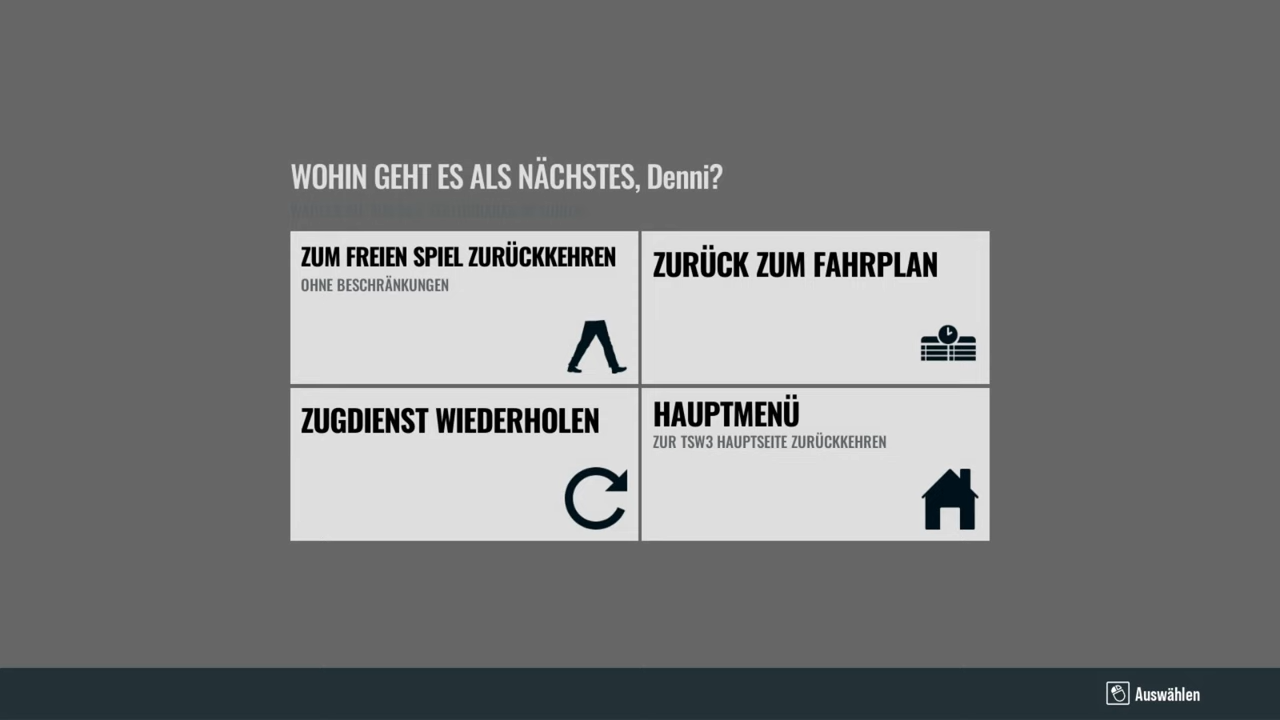 WOHIN GEHT ES ALS NÄCHSTES, Denni?
ZUM FREIEN SPIEL ZURÜCKKEHREN
OHNE BESCHRÄNKUNGEN
ZURÜCK ZUM FAHRPLAN
ZUGDIENST WIEDERHOLEN
HAUPTMENÜ
ZUR TSW3 HAUPTSEITE ZURÜCKKEHREN
Auswählen